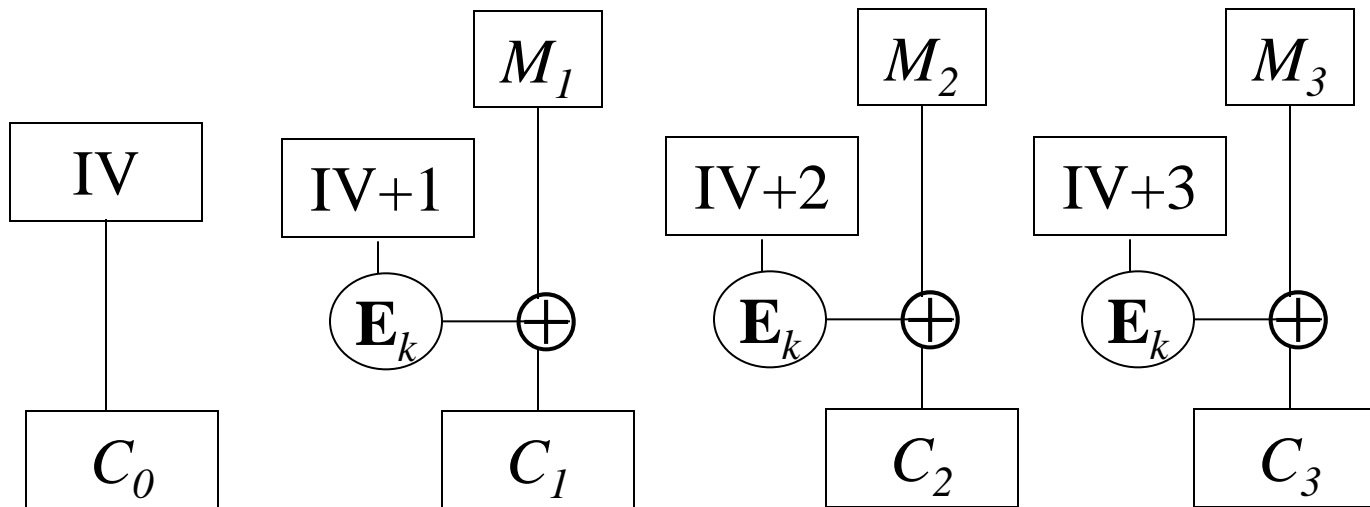 M₁
M₂
M₃
IV
IV+1
IV+2
IV+3
Eₖ
Eₖ
Eₖ
C₀
C₁
C₂
C₃